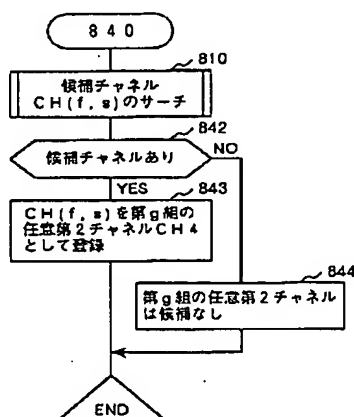 840
810
候補チャネル
CH(f,s)のサーチ
842
候補チャネルあり
NO
YES
843
CH(f,s)を第g組の
任意第2チャネルCH4
として登録
844
第g組の任意第2チャネル
は候補なし
END